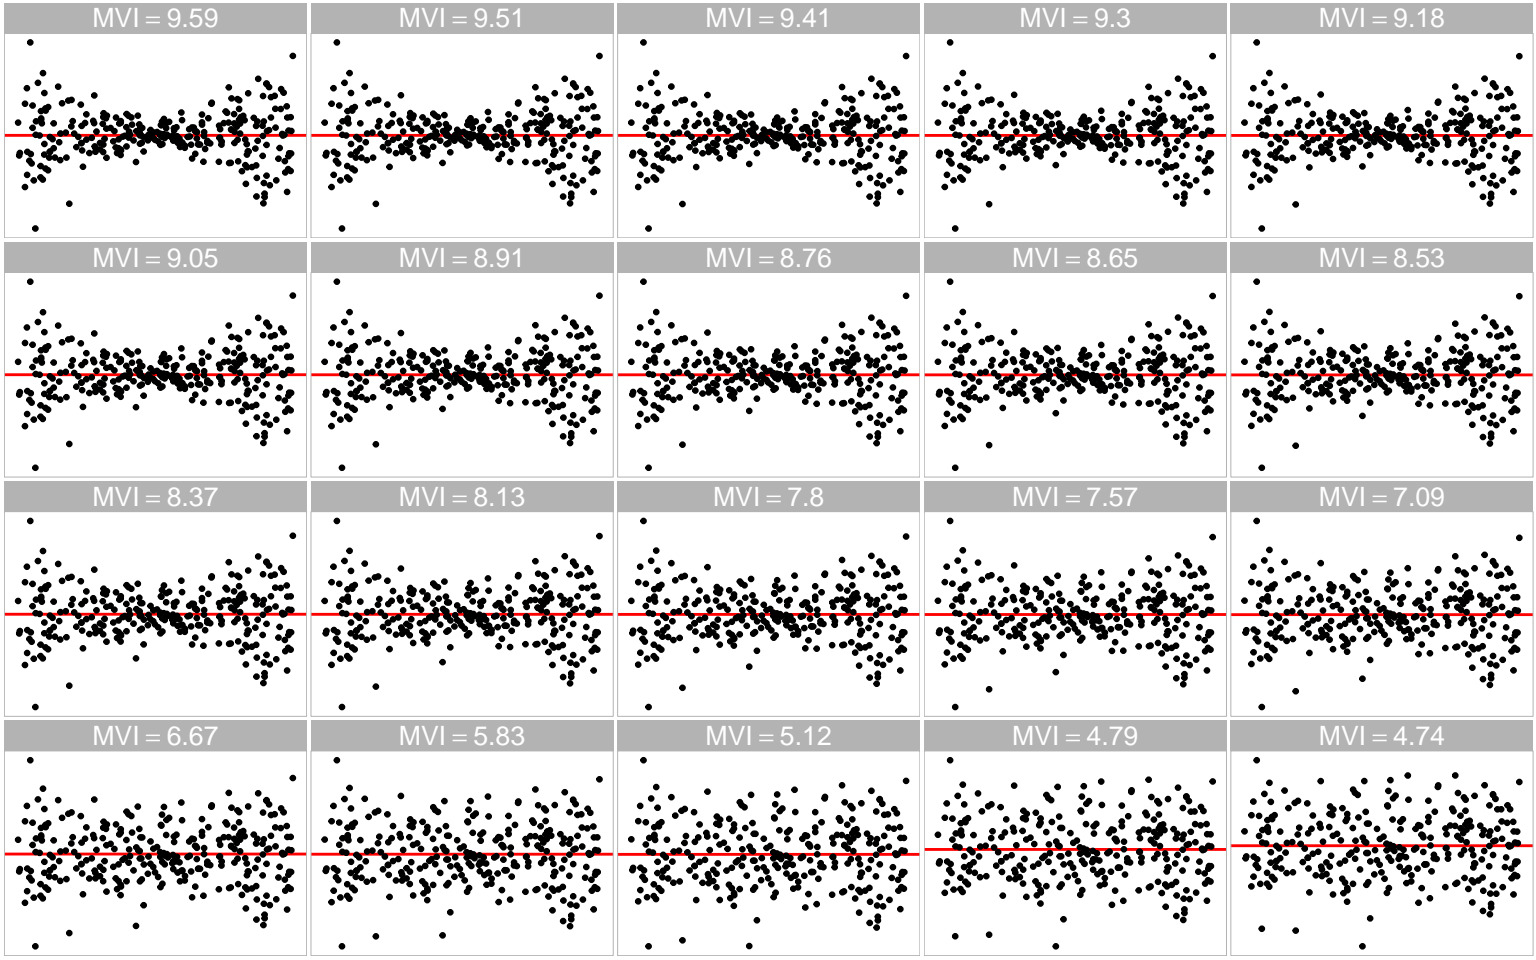 MVI = 9.59
MVI = 9.51
MVI = 9.41
MVI = 9.3
MVI = 9.18
MVI = 9.05
MVI = 8.91
MVI = 8.76
MVI = 8.65
MVI = 8.53
MVI = 8.37
MVI = 8.13
MVI = 7.8
MVI = 7.57
MVI = 7.09
MVI = 6.67
MVI = 5.83
MVI = 5.12
MVI = 4.79
MVI = 4.74